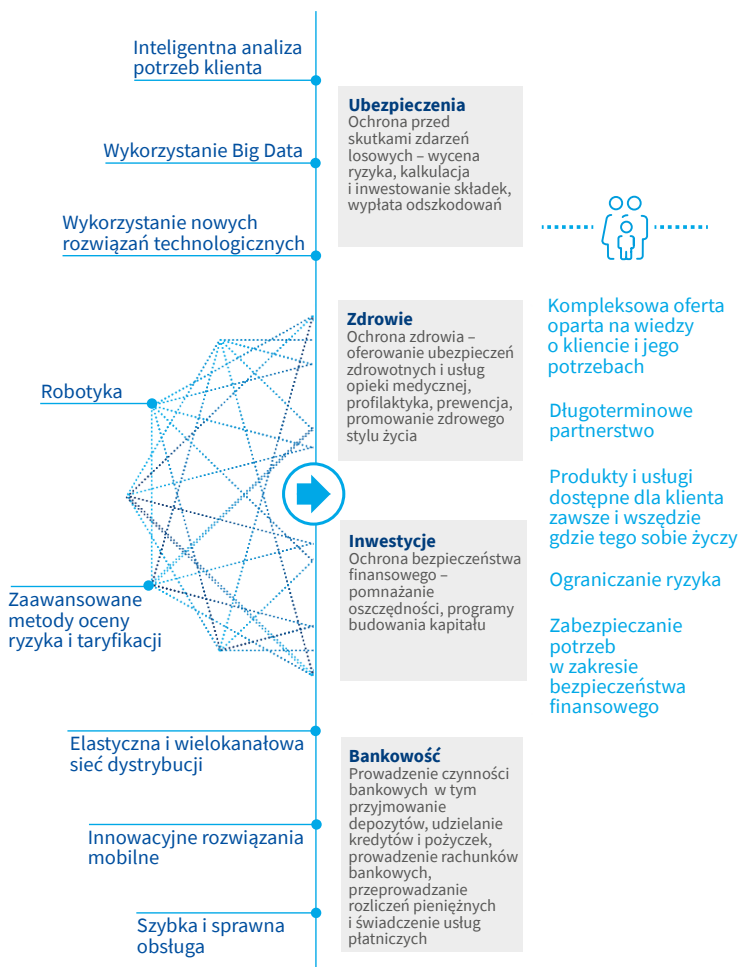 Inteligentna analiza
potrzeb klienta
Wykorzystanie Big Data
Wykorzystanie nowych
rozwiązań technologicznych
Robotyka
Zaawansowane
metody oceny
ryzyka i taryfikacji
Elastyczna i wielokanałowa
sieć dystrybucji
Innowacyjne rozwiązania
mobilne
Szybka i sprawna
obsługa
Ubezpieczenia
Ochrona przed
skutkami zdarzeń
losowych – wycena
ryzyka, kalkulacja
i inwestowanie składek,
wypłata odszkodowań
Zdrowie
Ochrona zdrowia –
oferowanie ubezpieczeń
zdrowotnych i usług
opieki medycznej,
profilaktyka, prewencja,
promowanie zdrowego
stylu życia
Inwestycje
Ochrona bezpieczeństwa
finansowego –
pomnażanie
oszczędności, programy
budowania kapitału
Bankowość
Prowadzenie czynności
bankowych w tym
przyjmowanie
depozytów, udzielanie
kredytów i pożyczek,
prowadzenie rachunków
bankowych,
przeprowadzanie
rozliczeń pieniężnych
i świadczenie usług
płatniczych
Kompleksowa oferta
oparta na wiedzy
o kliencie i jego
potrzebach
Długoterminowe
partnerstwo
Produkty i usługi
dostępne dla klienta
zawsze i wszędzie
gdzie tego sobie życzy
Ograniczanie ryzyka
Zabezpieczanie
potrzeb
w zakresie
bezpieczeństwa
finansowego